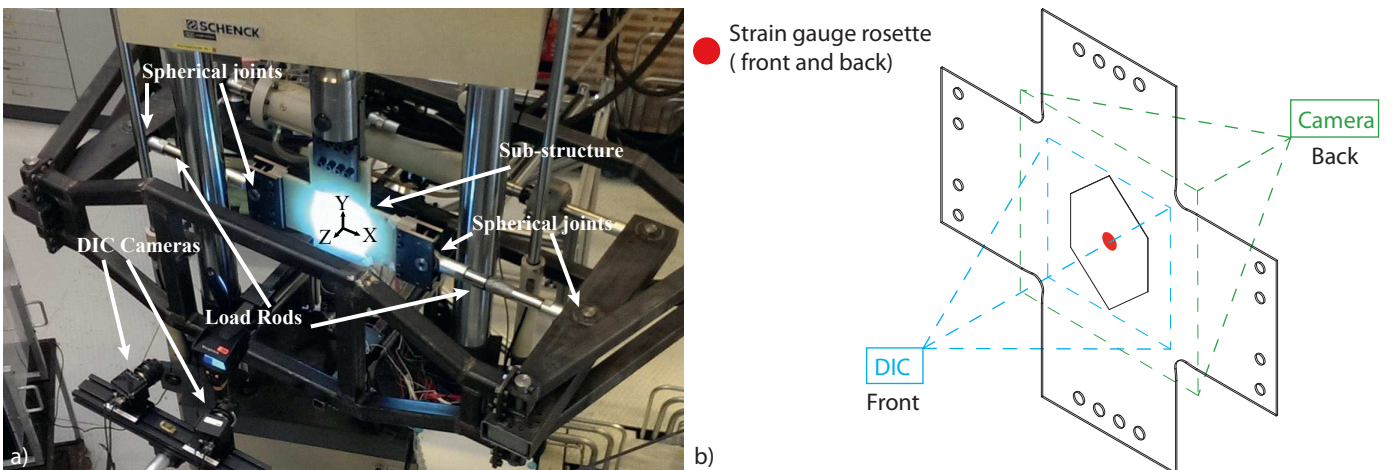 SCHENCK
Spherical joints
Sub-structure
Y
Z
X
Spherical joints
DIC Cameras
Load Rods
a)
Strain gauge rosette
( front and back)
Camera
Back
DIC
Front
b)